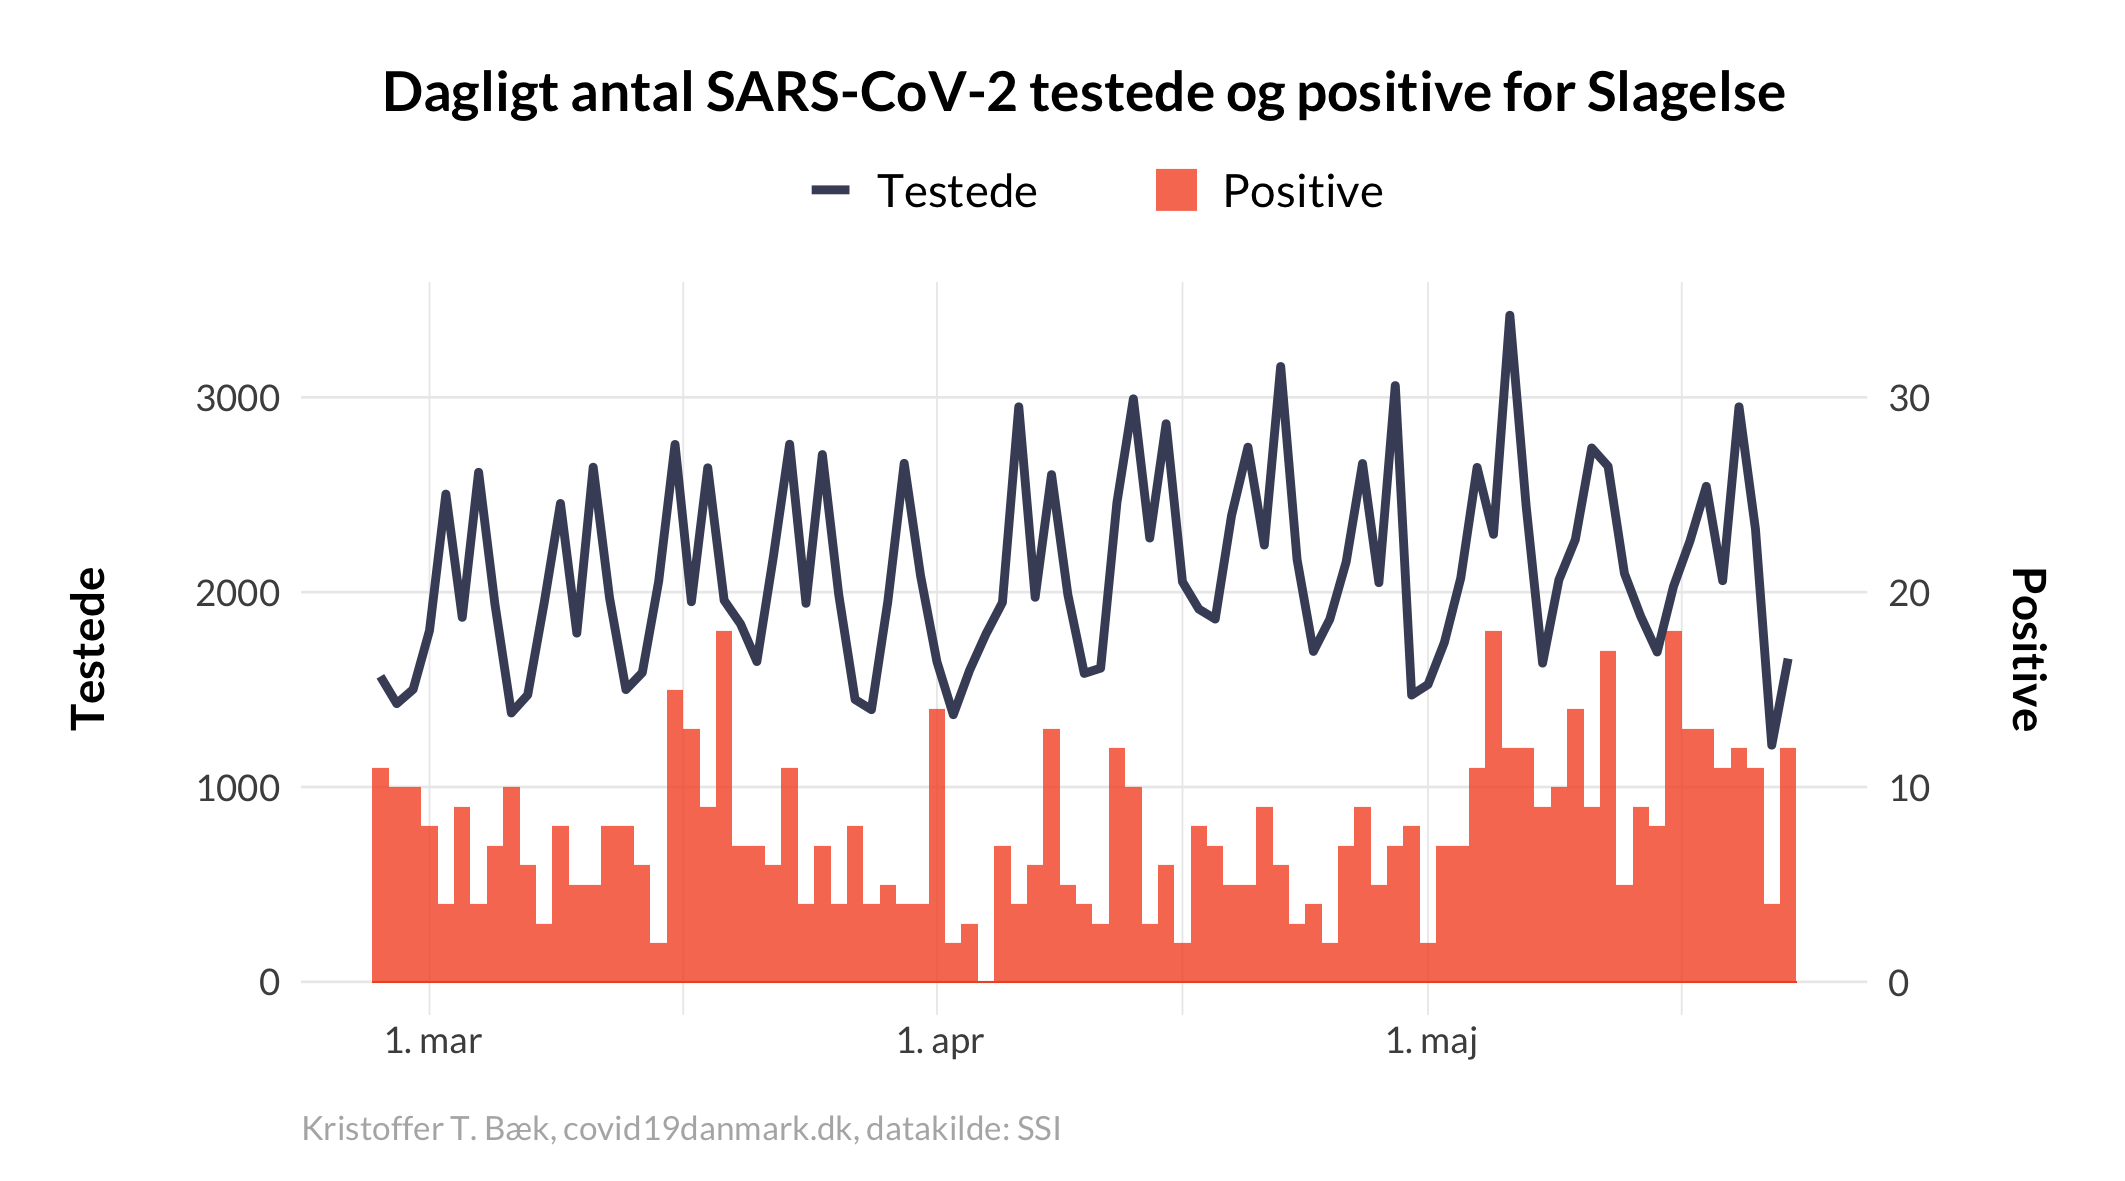 Dagligt antal SARS-CoV-2 testede og positive for Slagelse
Testede
Positive
3000
2000
1000
0
Testede
30
20
10
0
Positive
1. mar
1. apr
1. maj
Kristoffer T. Bæk, covid19danmark.dk, datakilde: SSI